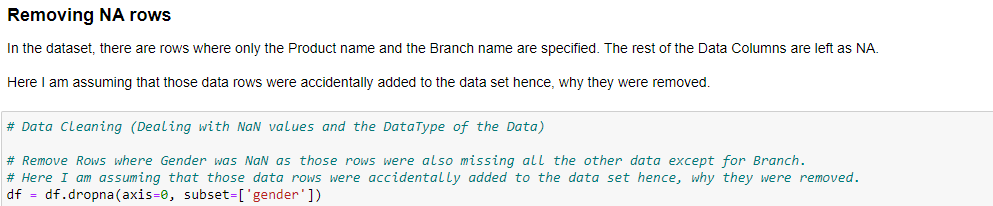 Removing NA rows
In the dataset, there are rows where only the Product name and the Branch name are specified. The rest of the Data Columns are left as NA.
Here I am assuming that those data rows were accidentally added to the data set hence, why they were removed.
# Data Cleaning (Dealing with NaN values and the DataType of the Data)
# Remove Rows where Gender was NaN as those rows were also missing all the other data except for Branch.
# Here I am assuming that those data rows were accidentally added to the data set hence, why they were removed.
df = df.dropna(axis=0, subset=['gender'])